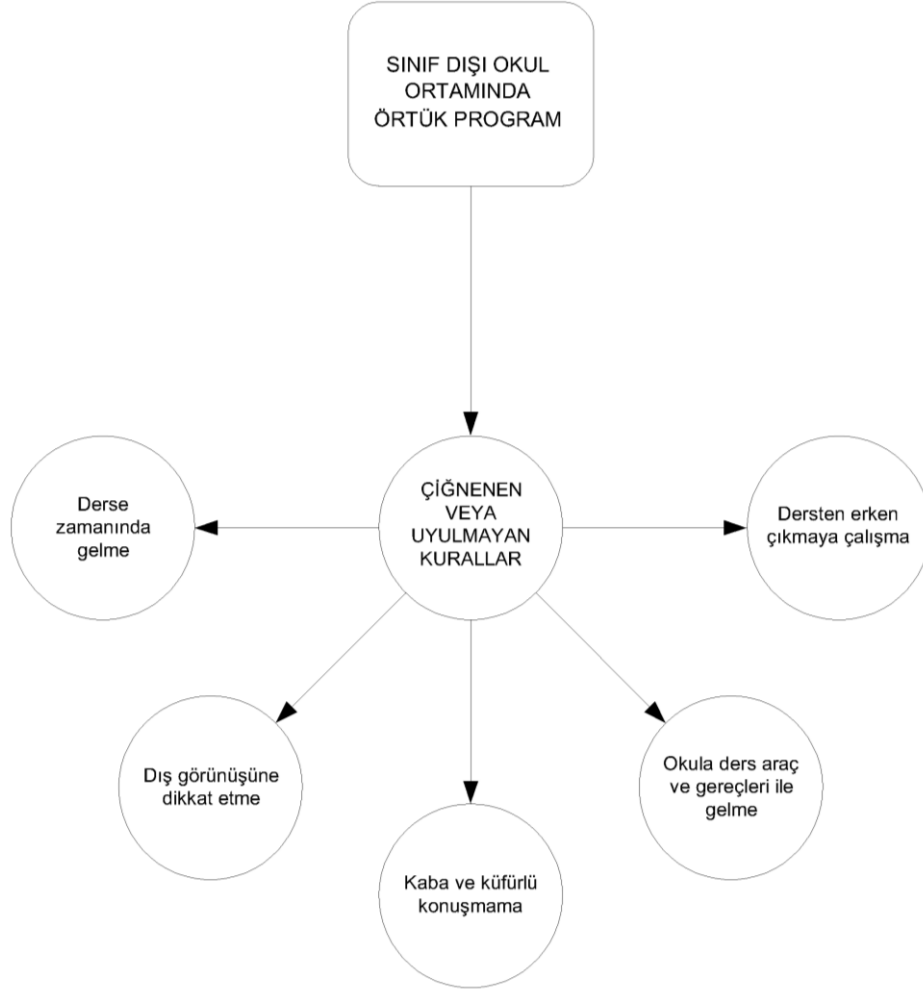 SINIF DIŞI OKUL
ORTAMINDA
ÖRTÜK PROGRAM
Derse
zamanında
gelme
ÇİĞNENEN
VEYA
UYULMAYAN
KURALLAR
Dersten erken
çıkmaya çalışma
Dış görünüşüne
dikkat etme
Kaba ve küfürlü
konuşmama
Okula ders araç
ve gereçleri ile
gelme